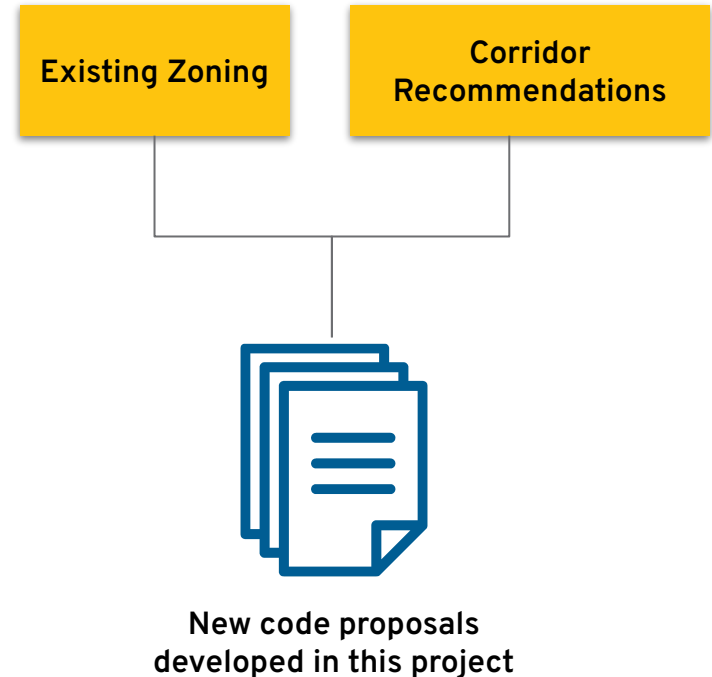 Existing Zoning
Corridor
Recommendations
New code proposals
developed in this project